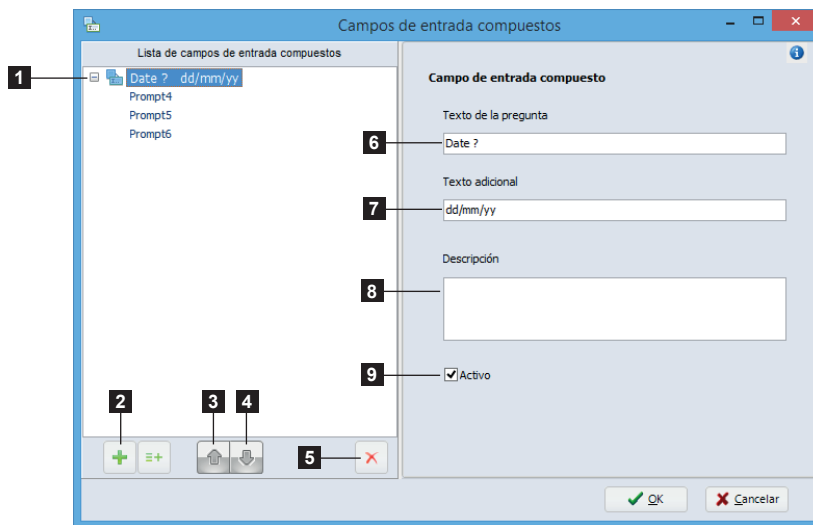 Campos de entrada compuestos
Lista de campos de entrada compuestos
1
Date ? dd/mm/yy
Prompt4
Prompt5
Prompt6
2
3
4
5
Campo de entrada compuesto
Texto de la pregunta
6
Date ?
Texto adicional
7
dd/mm/yy
Descripción
8
9
Activo
OK
Cancelar